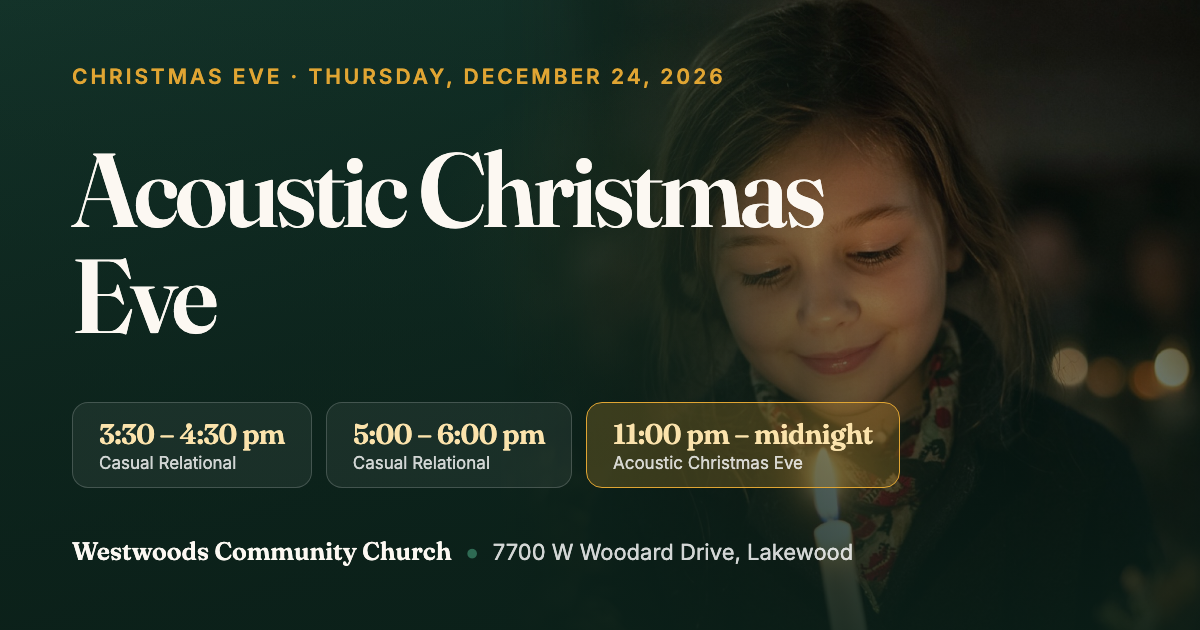 CHRISTMAS EVE · THURSDAY, DECEMBER 24, 2026
Acoustic Christmas
Eve
3:30 – 4:30 pm
Casual Relational
5:00 – 6:00 pm
Casual Relational
11:00 pm – midnight
Acoustic Christmas Eve
Westwoods Community Church • 7700 W Woodard Drive, Lakewood